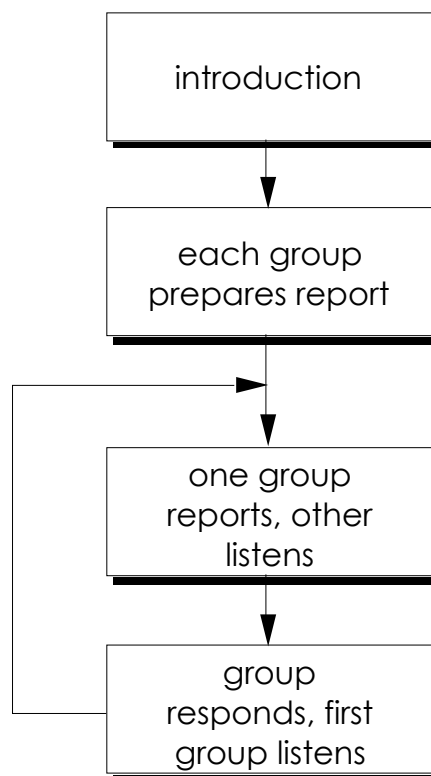 introduction
each group
prepares report
one group
reports, other
listens
group
responds, first
group listens